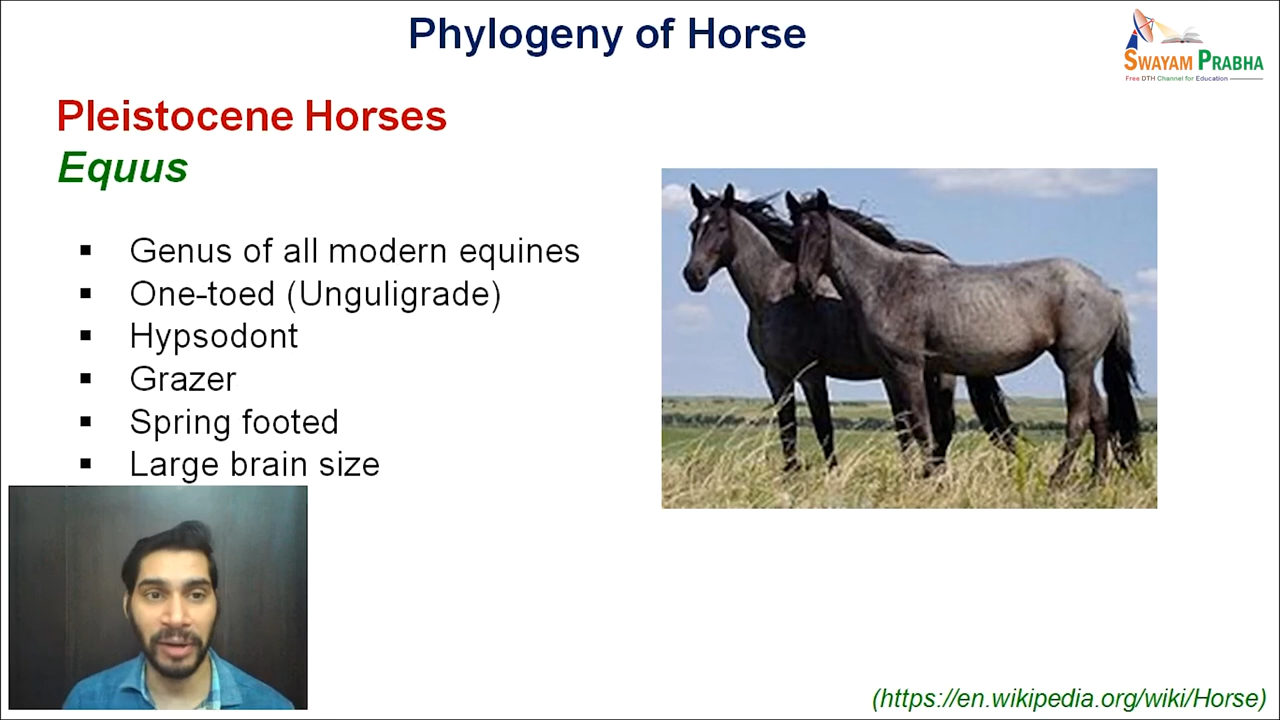 Phylogeny of Horse
SWAYAM PRABHA
Free DTH Channel for Education
Pleistocene Horses
Equus
▪ Genus of all modern equines
▪ One-toed (Unguligrade)
▪ Hypsodont
▪ Grazer
▪ Spring footed
▪ Large brain size
(https://en.wikipedia.org/wiki/Horse)